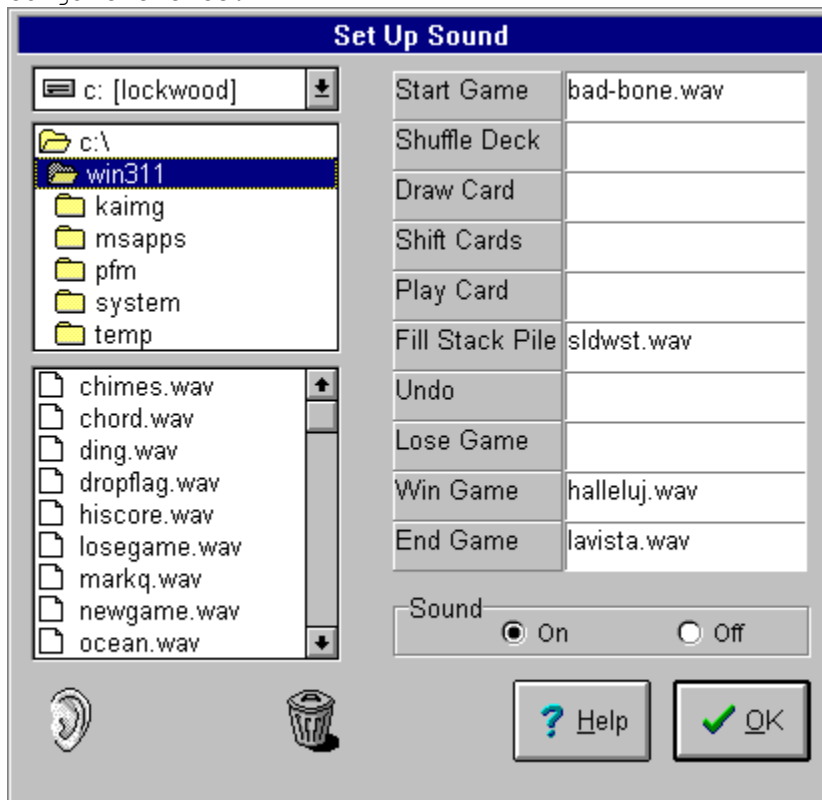 Set Up Sound
c: [lockwood]
c:\
win311
kaimg
msapps
pfm
system
temp
chimes.wav
chord.wav
ding.wav
dropflag.wav
hiscore.wav
losegame.wav
markq.wav
newgame.wav
ocean.wav
Start Game bad-bone.wav
Shuffle Deck
Draw Card
Shift Cards
Play Card
Fill Stack Pile sldwst.wav
Undo
Lose Game
Win Game halleluj.wav
End Game lavista.wav
Sound
On Off
? Help OK